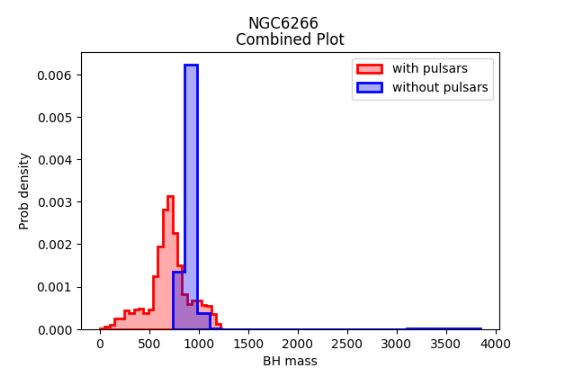 NGC6266
Combined Plot
with pulsars
without pulsars
Prob density
0.006
0.005
0.004
0.003
0.002
0.001
0.000
0 500 1000 1500 2000 2500 3000 3500 4000
BH mass